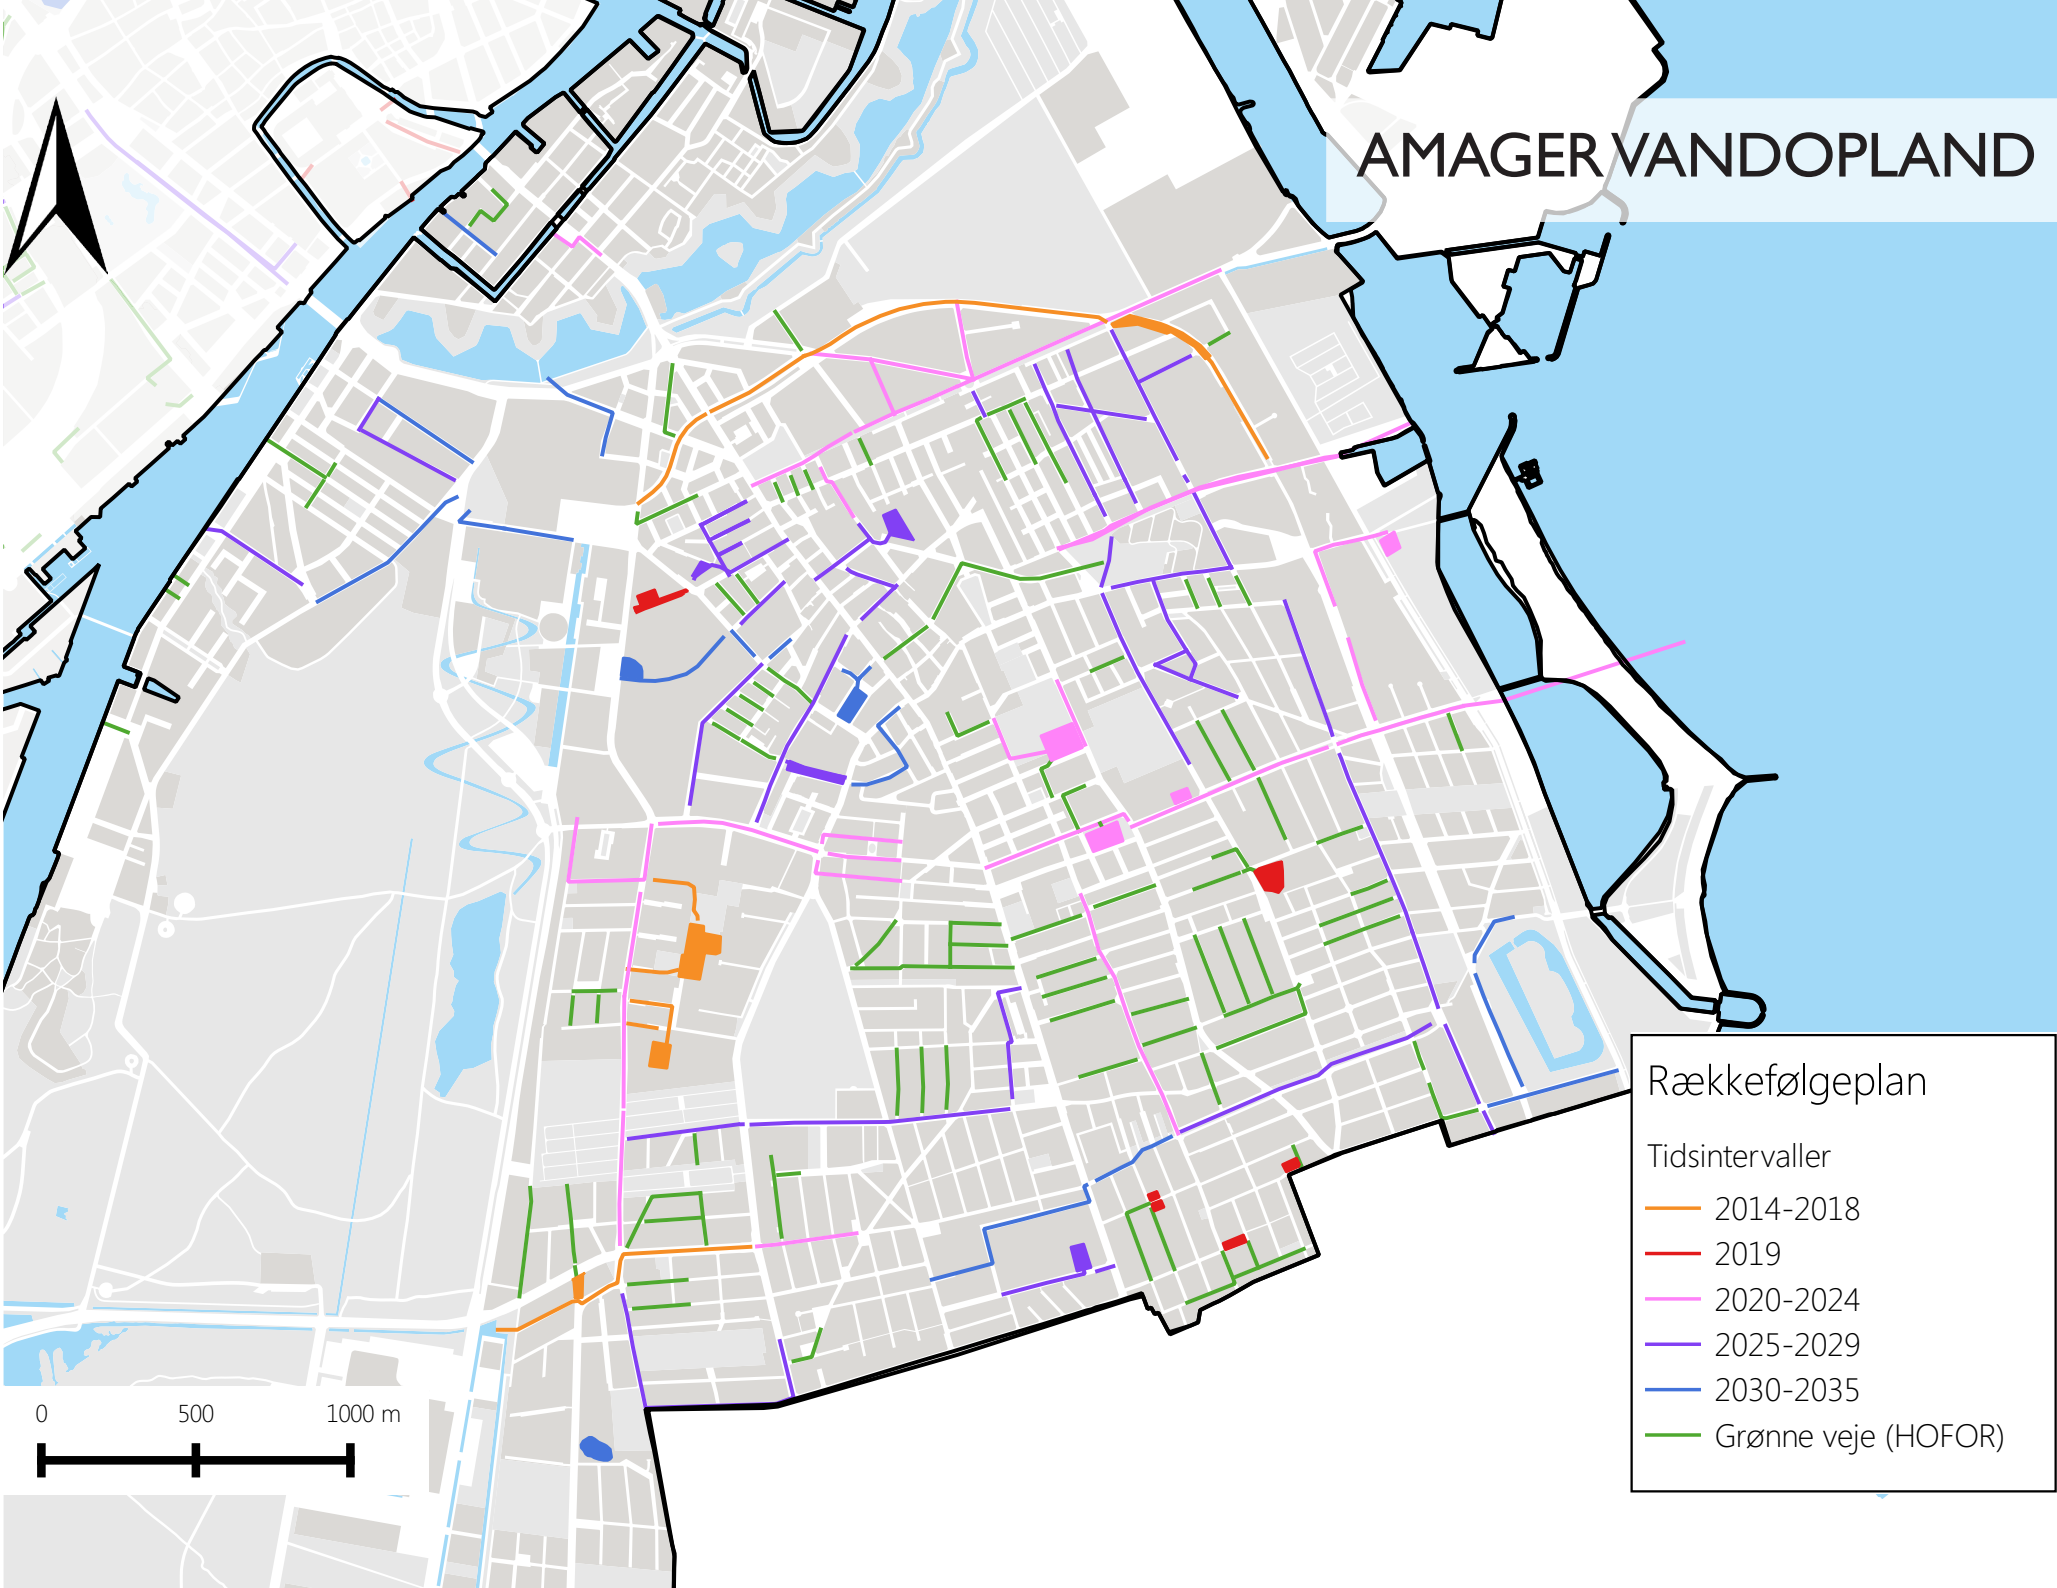 AMAGER VANDOPLAND
Rækkefølgeplan
Tidsintervaller
2014-2018
2019
2020-2024
2025-2029
2030-2035
Grønne veje (HOFOR)
0 500 1000 m